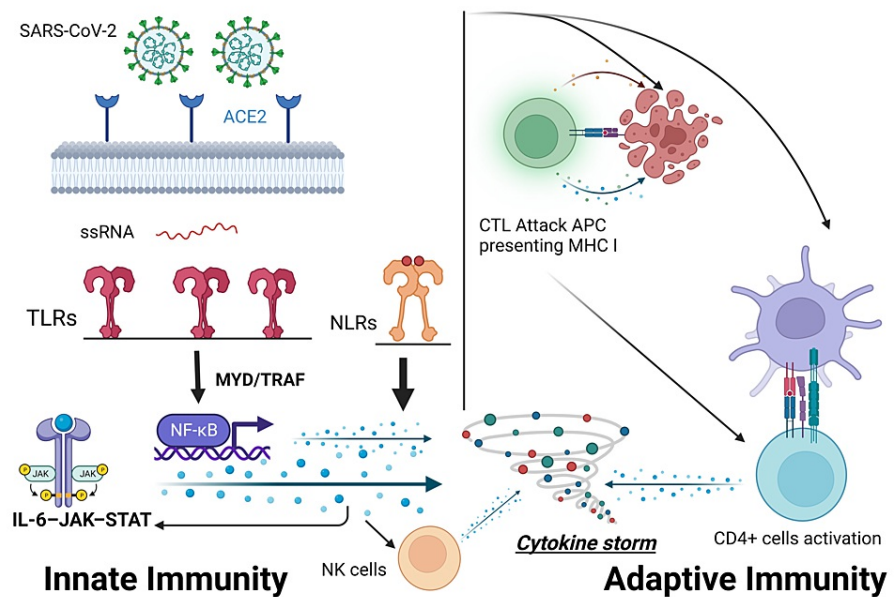 SARS-CoV-2
ACE2
ssRNA
TLRs
NLRs
MYD/TRAF
NF-κB
JAK
JAK
P
P
P
P
IL-6–JAK–STAT
NK cells
Innate Immunity
CTL Attack APC
presenting MHC I
Cytokine storm
CD4+ cells activation
Adaptive Immunity